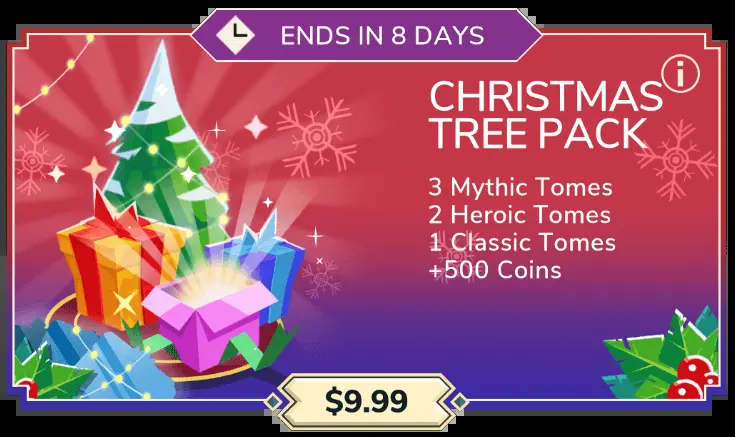 ENDS IN 8 DAYS
i
CHRISTMAS
TREE PACK
3 Mythic Tomes
2 Heroic Tomes
1 Classic Tomes
+500 Coins
$9.99